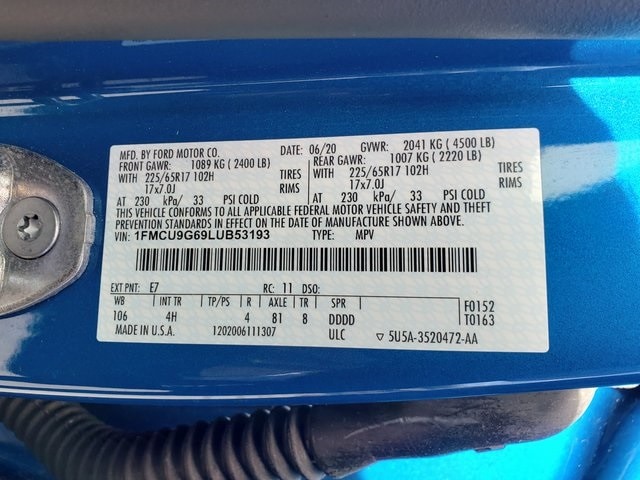 MFD. BY FORD MOTOR CO. DATE: 06/20 GVWR: 2041 KG ( 4500 LB)
FRONT GAWR: 1089 KG ( 2400 LB) REAR GAWR: 1007 KG ( 2220 LB)
WITH 225/65R17 102H TIRES WITH 225/65R17 102H TIRES
17x7.0J RIMS 17x7.0J RIMS
AT 230 kPa/ 33 PSI COLD AT 230 kPa/ 33 PSI COLD
THIS VEHICLE CONFORMS TO ALL APPLICABLE FEDERAL MOTOR VEHICLE SAFETY AND BUMPER STANDARDS AND THEFT
PREVENTION STANDARDS IN EFFECT ON THE DATE OF MANUFACTURE SHOWN ABOVE.
VIN: 1FMCU9G69LUB53193 TYPE: MPV
EXT PNT: E7 RC: 11 DSO:
WB INT TR TP/PS R AXLE TR SPR F0152
106 4H 4 81 8 DDDD T0163
MADE IN U.S.A. 1202006111307 ULC ▽ 5U5A-3520472-AA